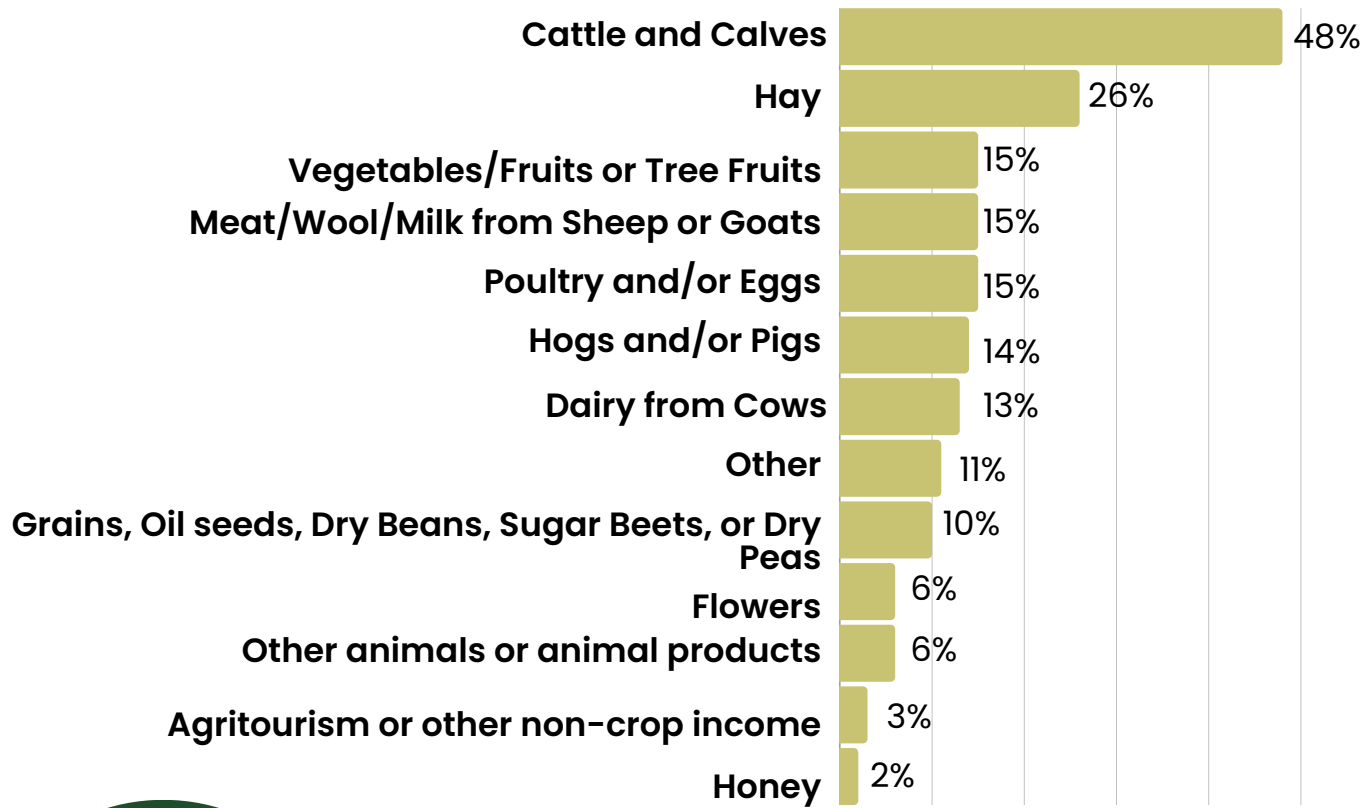 Cattle and Calves 48%
Hay 26%
Vegetables/Fruits or Tree Fruits 15%
Meat/Wool/Milk from Sheep or Goats 15%
Poultry and/or Eggs 15%
Hogs and/or Pigs 14%
Dairy from Cows 13%
Other 11%
Grains, Oil seeds, Dry Beans, Sugar Beets, or Dry 10%
Peas
Flowers 6%
Other animals or animal products 6%
Agritourism or other non-crop income 3%
Honey 2%